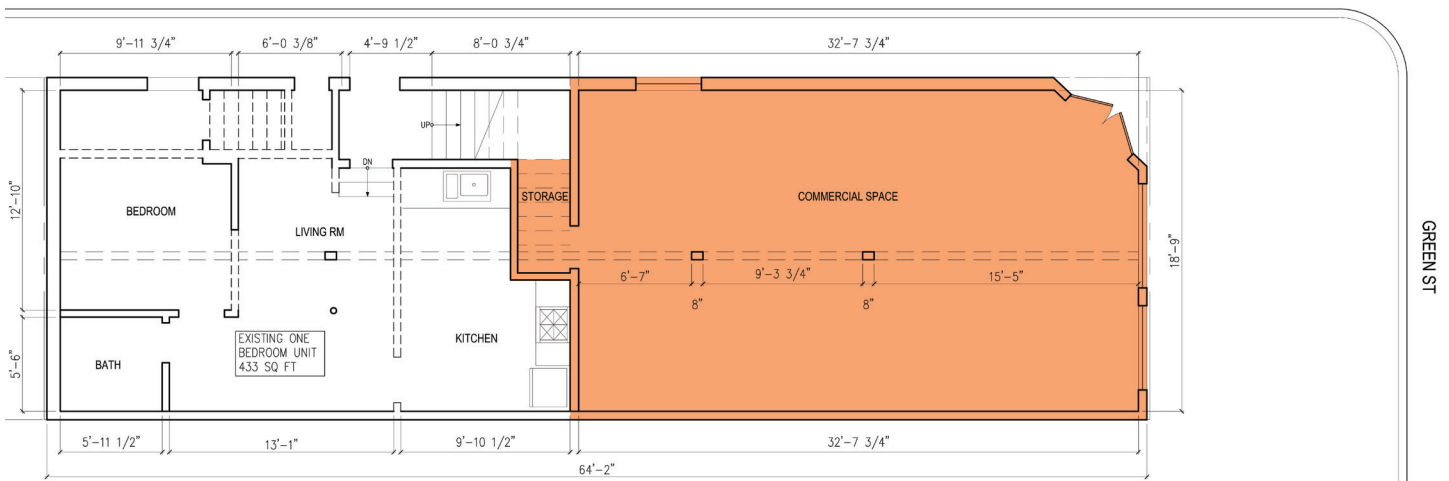 9'-11 3/4"
6'-0 3/8"
4'-9 1/2"
8'-0 3/4"
32'-7 3/4"
UP
DN
12'-10"
BEDROOM
LIVING RM
STORAGE
COMMERCIAL SPACE
18'-9"
GREEN ST
6'-7"
9'-3 3/4"
15'-5"
8"
8"
5'-6"
BATH
EXISTING ONE
BEDROOM UNIT
433 SQ FT
KITCHEN
5'-11 1/2"
13'-1"
9'-10 1/2"
32'-7 3/4"
64'-2"